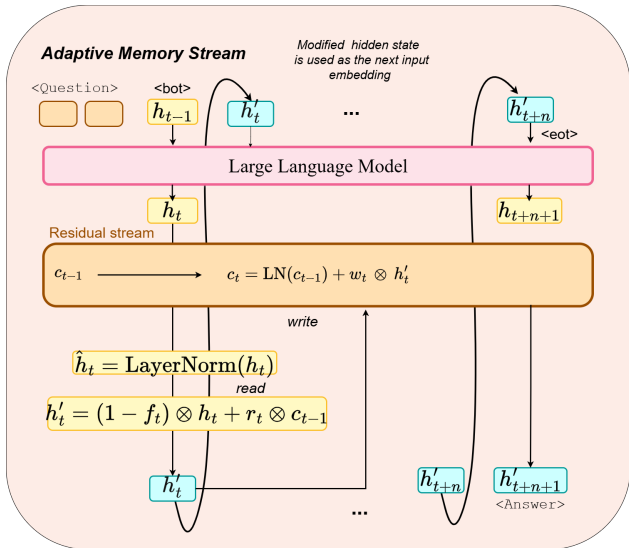 Adaptive Memory Stream
Modified hidden state
is used as the next input
embedding
<Question>
<bot>
h_{t-1}
h'_t
...
h'_{t+n}
<eot>
Large Language Model
h_t
h_{t+n+1}
Residual stream
c_{t-1}
c_t = LN(c_{t-1}) + w_t ⊗ h'_t
write
ĥ_t = LayerNorm(h_t)
read
h'_t = (1 − f_t) ⊗ h_t + r_t ⊗ c_{t-1}
h'_t
h'_{t+n}
h'_{t+n+1}
<Answer>
...